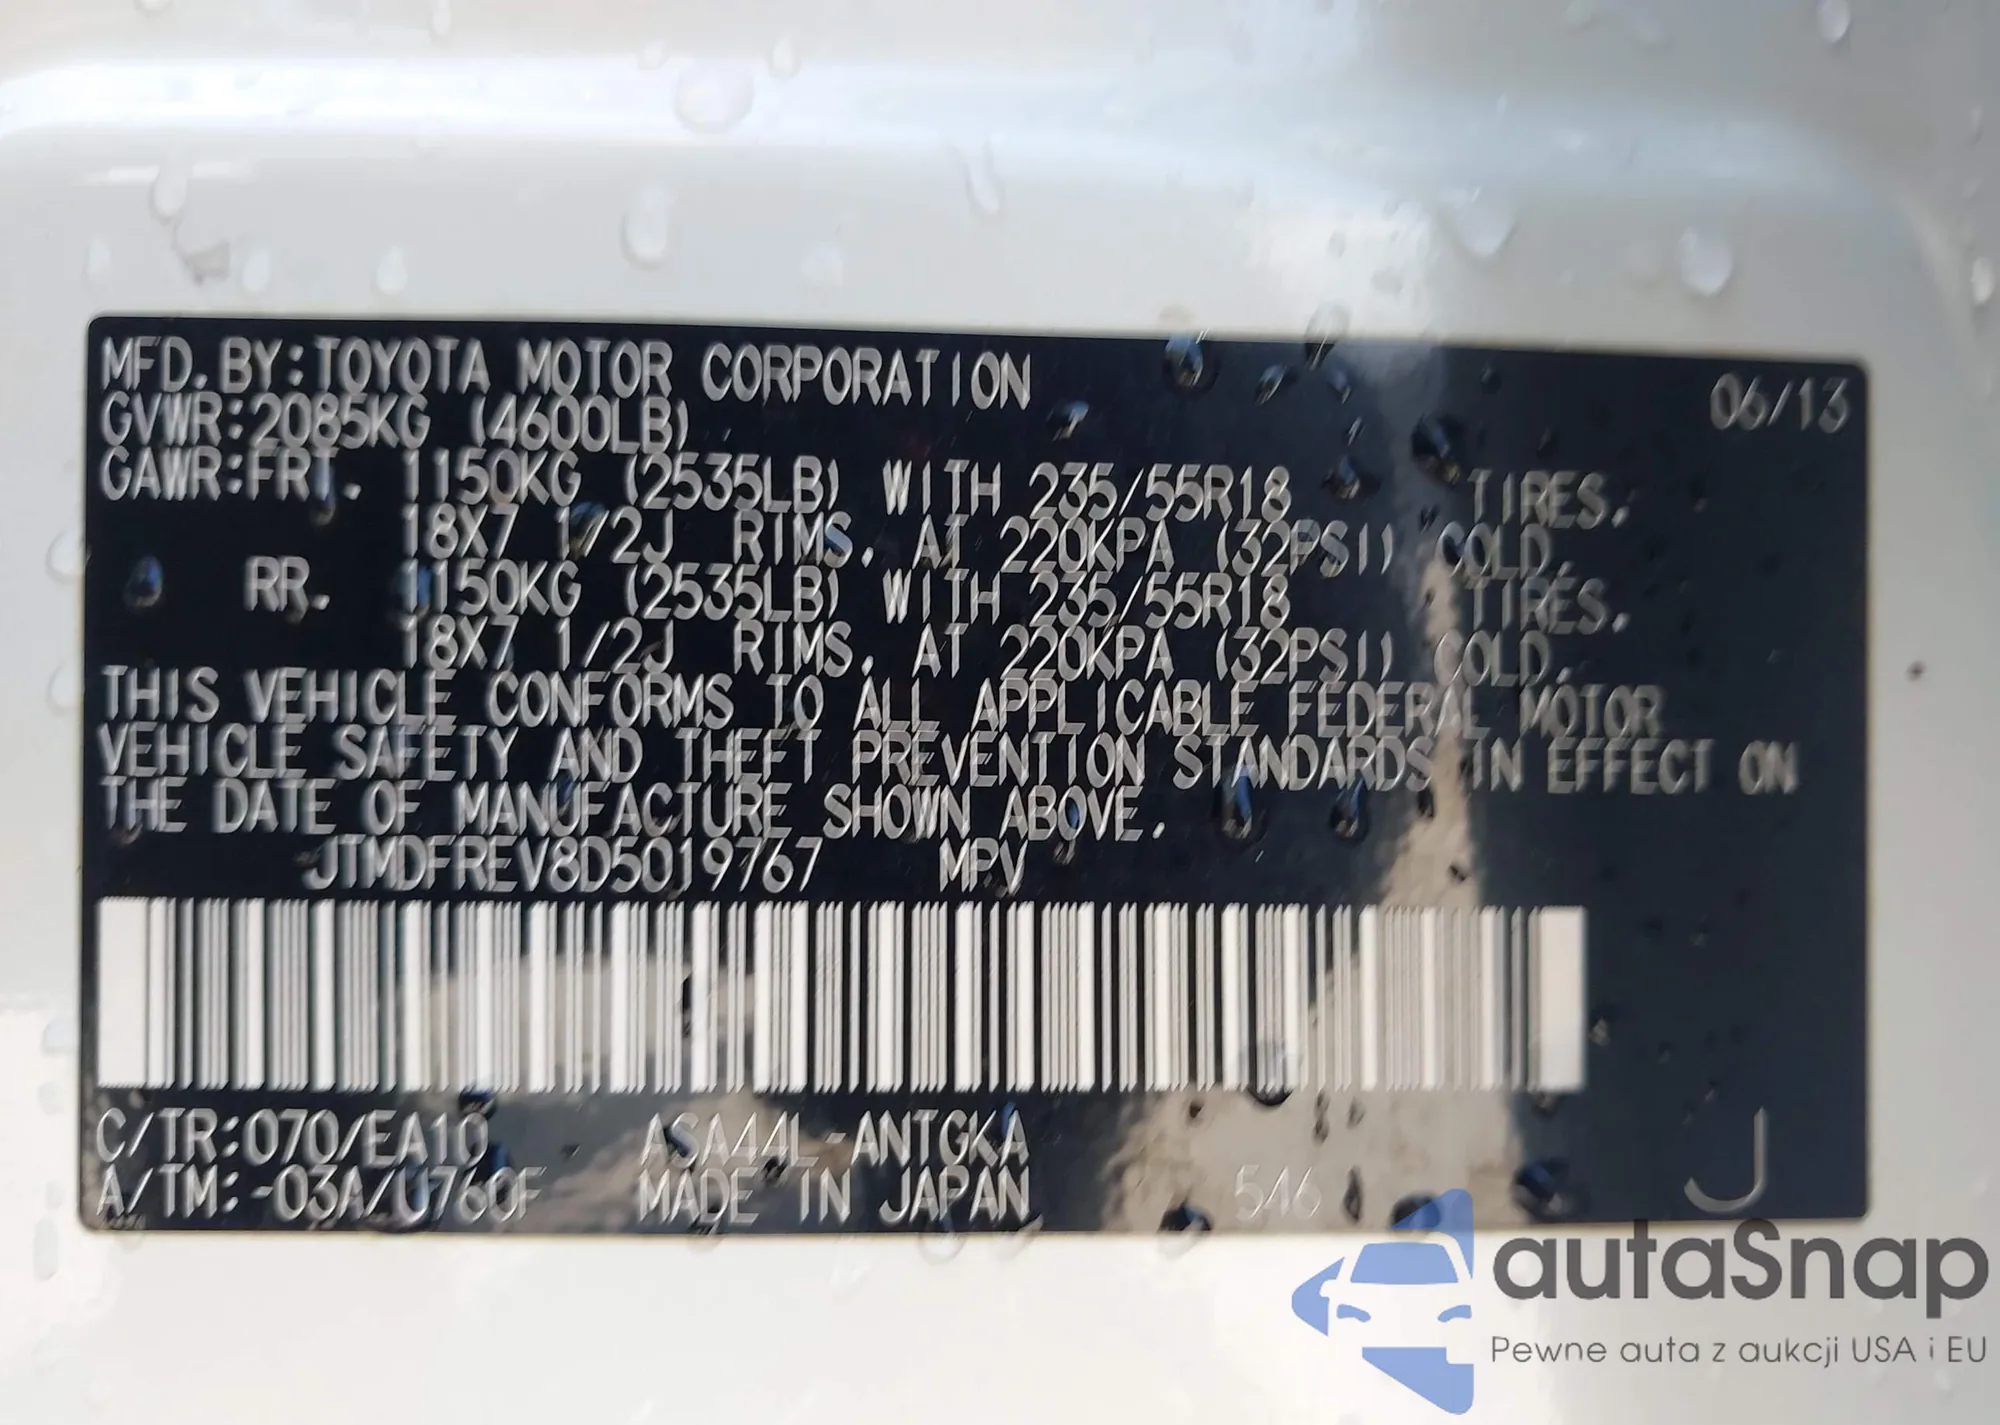 MFD.BY:TOYOTA MOTOR CORPORATION 06/13
GVWR:2085KG (4600LB)
GAWR:FRT. 1150KG (2535LB) WITH 235/55R18 TIRES,
18X7 1/2J RIMS, AT 220KPA (32PSI) COLD,
RR. 1150KG (2535LB) WITH 235/55R18 TIRES,
18X7 1/2J RIMS, AT 220KPA (32PSI) COLD.
THIS VEHICLE CONFORMS TO ALL APPLICABLE FEDERAL MOTOR
VEHICLE SAFETY AND THEFT PREVENTION STANDARDS IN EFFECT ON
THE DATE OF MANUFACTURE SHOWN ABOVE.
JTMDFREV8D5019767 MPV
C/TR:070/EA10 ASA44L-ANTGKA
A/TM:-03A/U760F MADE IN JAPAN 546 J
autaSnap
Pewne auta z aukcji USA i EU